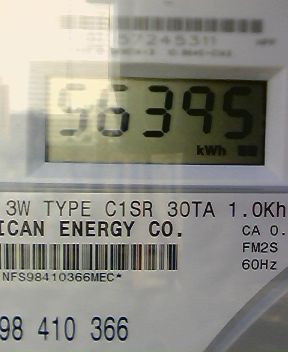 57245311
56395
kWh
3W TYPE C1SR 30TA 1.0Kh
ICAN ENERGY CO.
CA 0.
FM2S
NFS98410366MEC*
60Hz
98 410 366